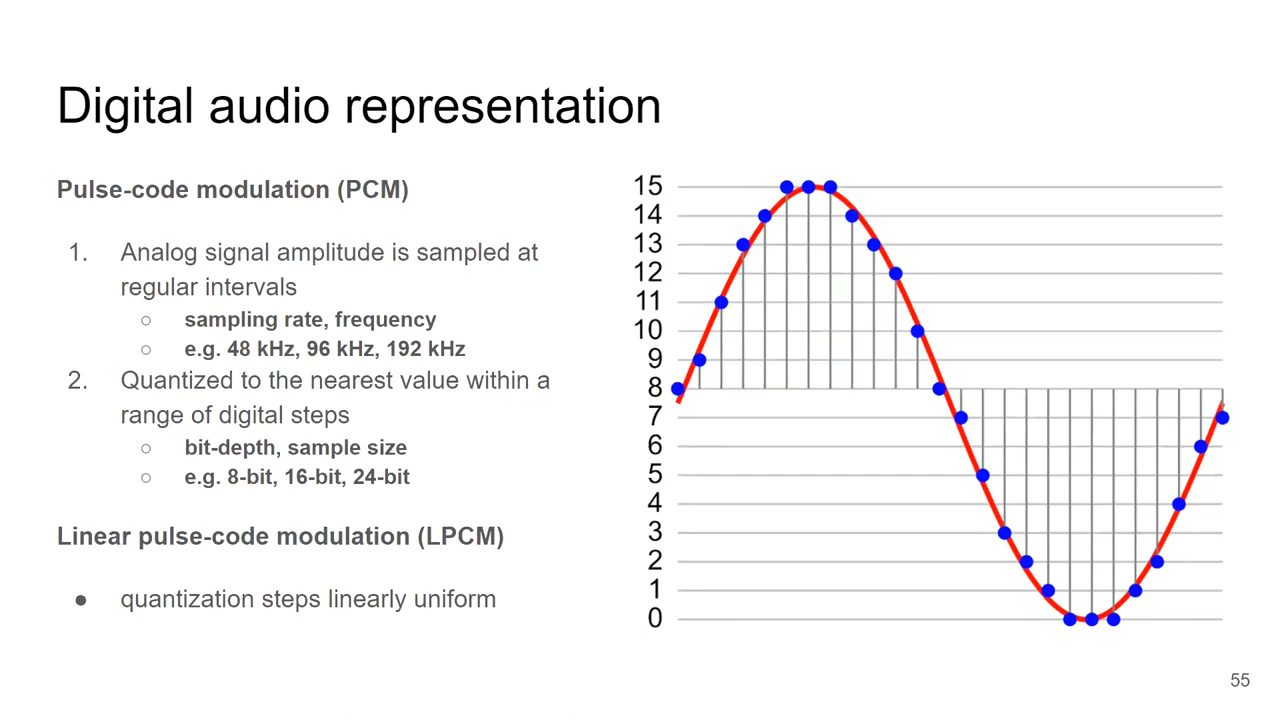 Digital audio representation
Pulse-code modulation (PCM)
1. Analog signal amplitude is sampled at
regular intervals
○ sampling rate, frequency
○ e.g. 48 kHz, 96 kHz, 192 kHz
2. Quantized to the nearest value within a
range of digital steps
○ bit-depth, sample size
○ e.g. 8-bit, 16-bit, 24-bit
Linear pulse-code modulation (LPCM)
● quantization steps linearly uniform
15
14
13
12
11
10
9
8
7
6
5
4
3
2
1
0
55